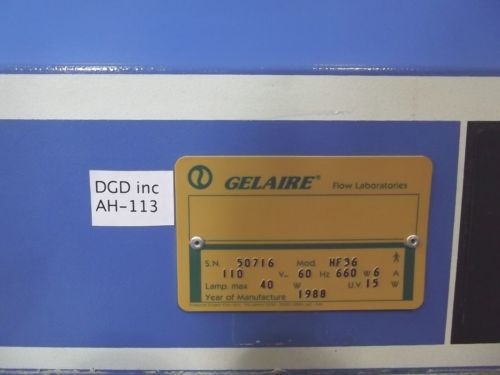 DGD inc
AH-113
GELAIRE® Flow Laboratories
S.N. 50716 Mod. HF36
110 V~ 60 Hz 660 W 6 A
Lamp. max 40 W U.V. 15 W
Year of Manufacture 1988